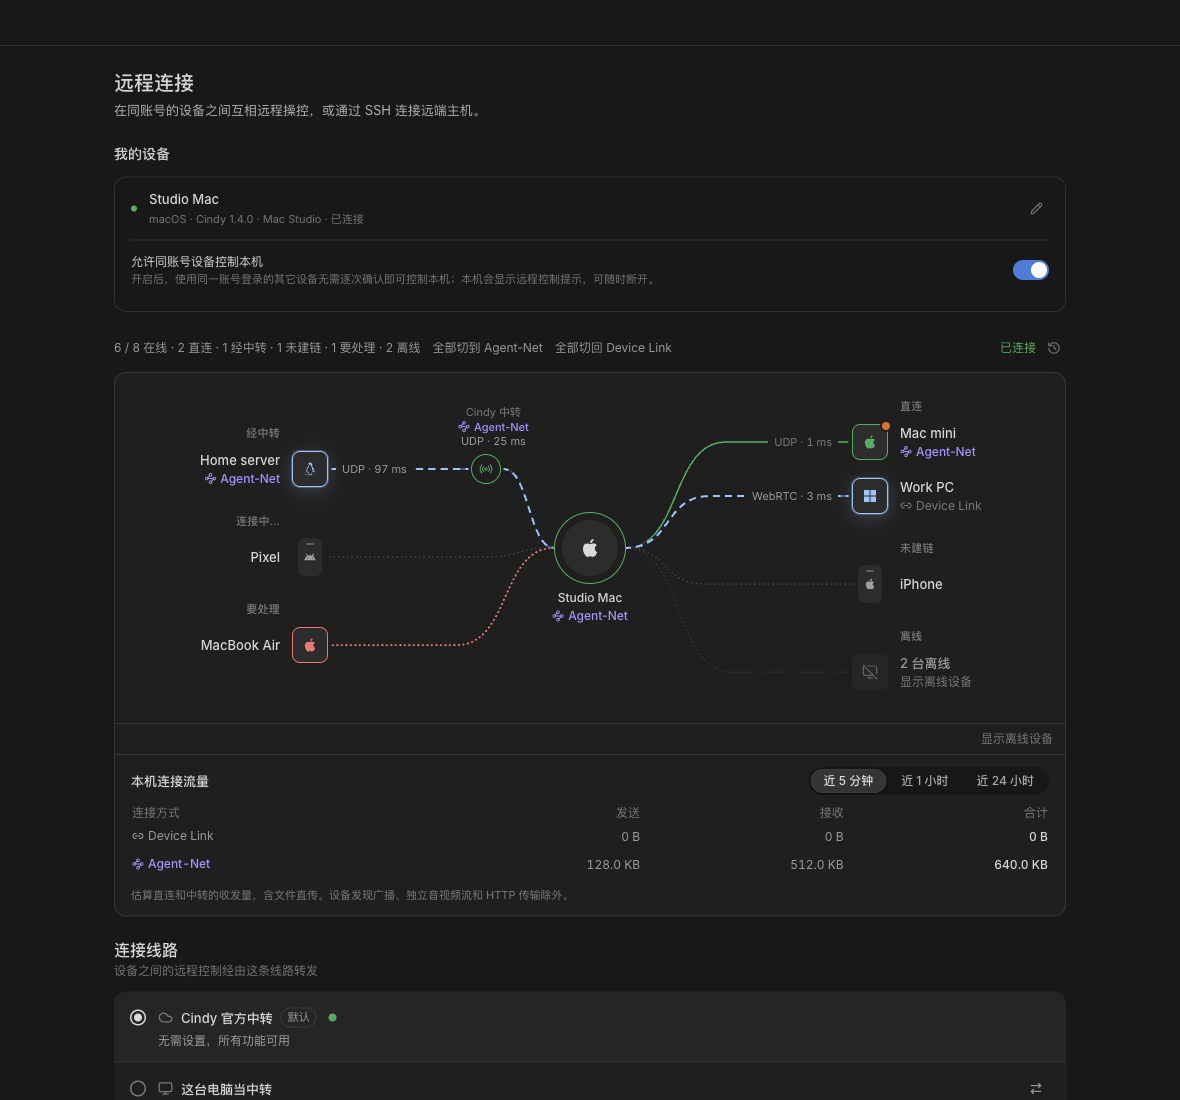 远程连接
在同账号的设备之间互相远程操控，或通过 SSH 连接远端主机。
我的设备
Studio Mac
macOS · Cindy 1.4.0 · Mac Studio · 已连接
允许同账号设备控制本机
开启后，使用同一账号登录的其它设备无需逐次确认即可控制本机；本机会显示远程控制提示，可随时断开。
6 / 8 在线 · 2 直连 · 1 经中转 · 1 未建链 · 1 要处理 · 2 离线 全部切到 Agent-Net 全部切回 Device Link 已连接
经中转
Home server
Agent-Net
UDP · 97 ms
Cindy 中转
Agent-Net
UDP · 25 ms
连接中...
Pixel
要处理
MacBook Air
Studio Mac
Agent-Net
直连
UDP · 1 ms
Mac mini
Agent-Net
WebRTC · 3 ms
Work PC
Device Link
未建链
iPhone
离线
2 台离线
显示离线设备
显示离线设备
本机连接流量 近 5 分钟 近 1 小时 近 24 小时
连接方式 发送 接收 合计
Device Link 0 B 0 B 0 B
Agent-Net 128.0 KB 512.0 KB 640.0 KB
估算直连和中转的收发量，含文件直传。设备发现广播、独立音视频流和 HTTP 传输除外。
连接线路
设备之间的远程控制经由这条线路转发
Cindy 官方中转 默认
无需设置，所有功能可用
这台电脑当中转